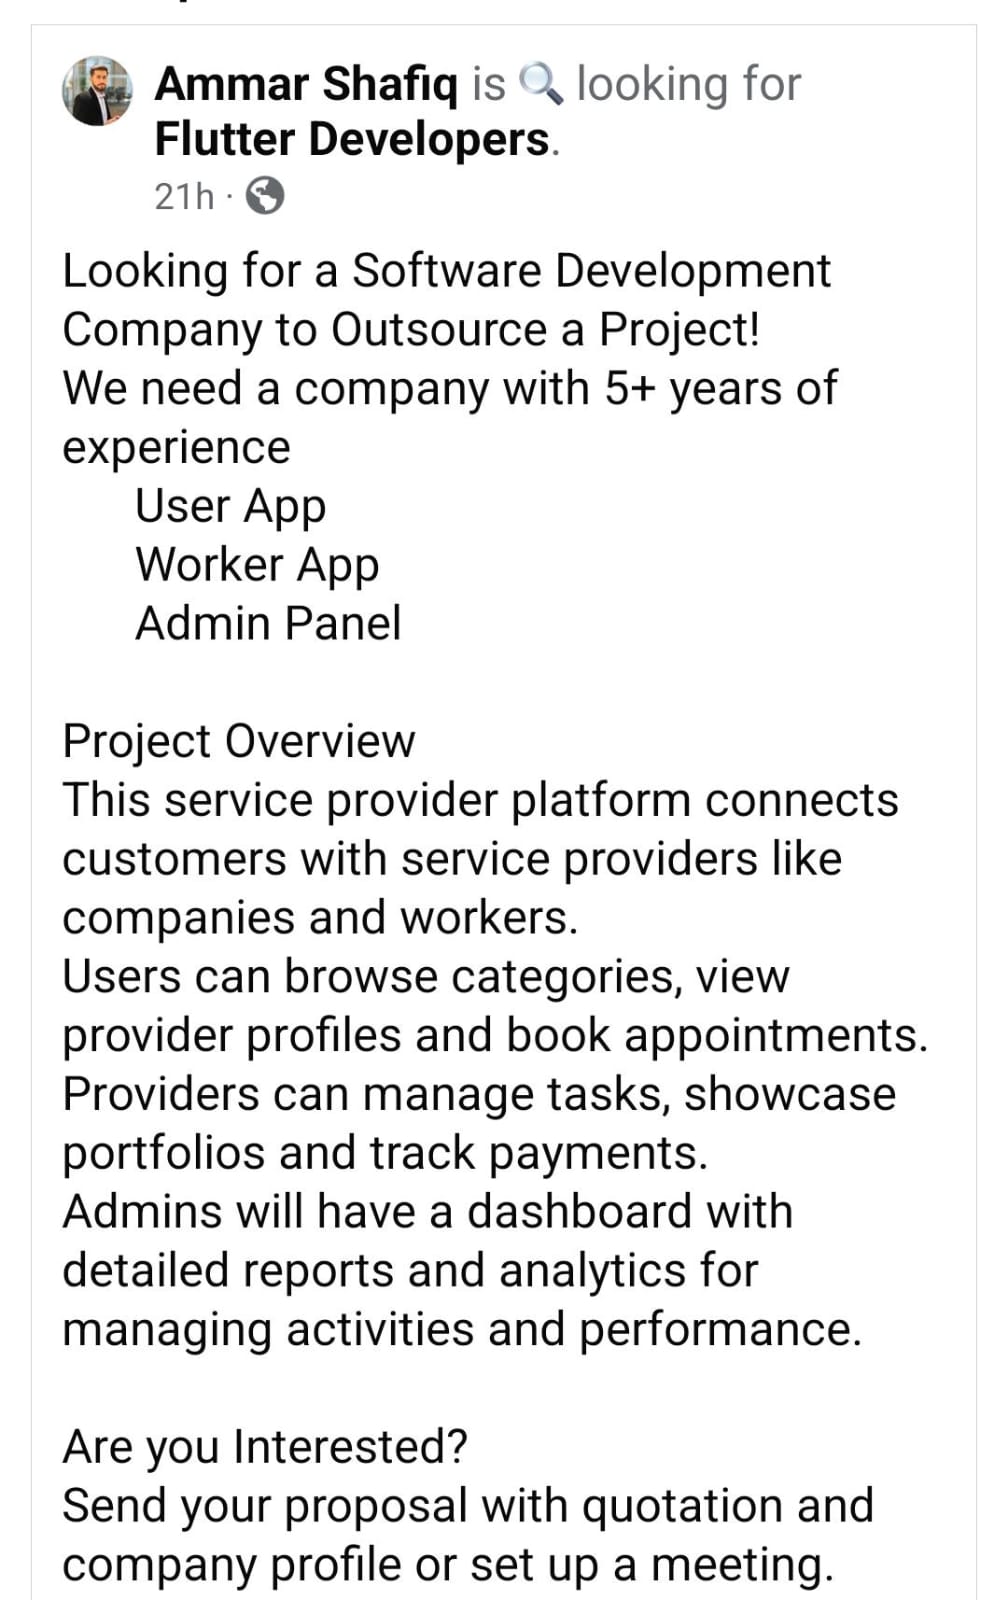 Ammar Shafiq is 🔍 looking for
Flutter Developers.
21h ·
Looking for a Software Development
Company to Outsource a Project!
We need a company with 5+ years of
experience
User App
Worker App
Admin Panel
Project Overview
This service provider platform connects
customers with service providers like
companies and workers.
Users can browse categories, view
provider profiles and book appointments.
Providers can manage tasks, showcase
portfolios and track payments.
Admins will have a dashboard with
detailed reports and analytics for
managing activities and performance.
Are you Interested?
Send your proposal with quotation and
company profile or set up a meeting.